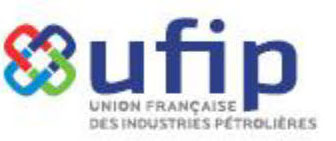 ufip
UNION FRANÇAISE
DES INDUSTRIES PÉTROLIÈRES